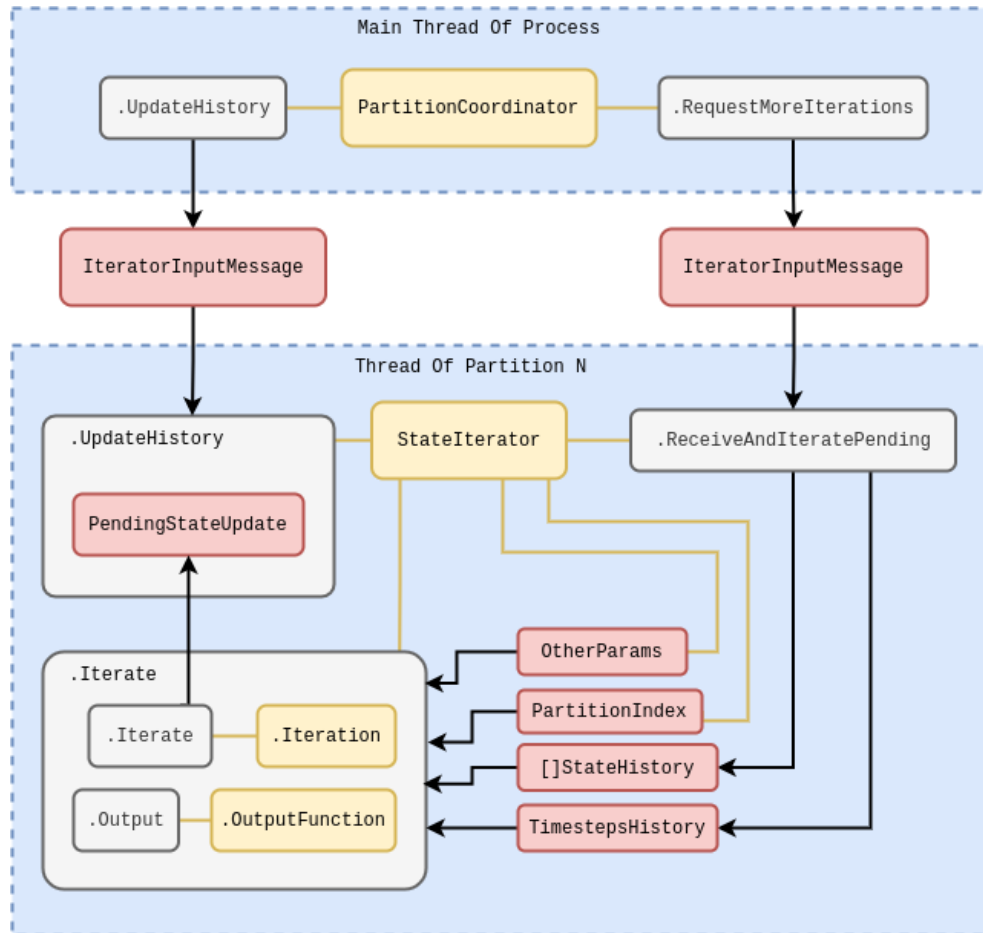 Main Thread Of Process
.UpdateHistory
PartitionCoordinator
.RequestMoreIterations
IteratorInputMessage
IteratorInputMessage
Thread Of Partition N
.UpdateHistory
StateIterator
.ReceiveAndIteratePending
PendingStateUpdate
.Iterate
.Iterate
.Iteration
.Output
.OutputFunction
OtherParams
PartitionIndex
[]StateHistory
TimestepsHistory